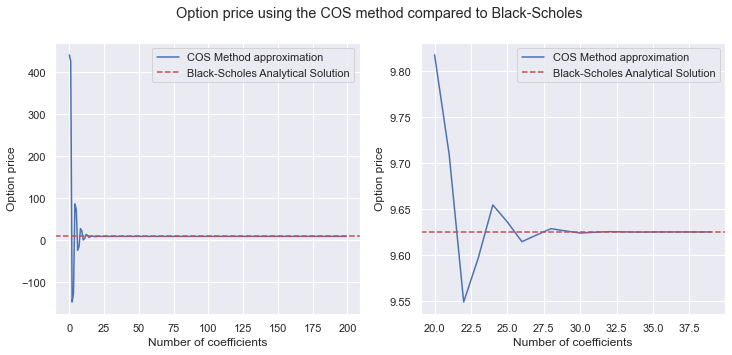 Option price using the COS method compared to Black-Scholes
COS Method approximation
Black-Scholes Analytical Solution
Option price
400
300
200
100
0
−100
0 25 50 75 100 125 150 175 200
Number of coefficients
COS Method approximation
Black-Scholes Analytical Solution
Option price
9.80
9.75
9.70
9.65
9.60
9.55
20.0 22.5 25.0 27.5 30.0 32.5 35.0 37.5
Number of coefficients